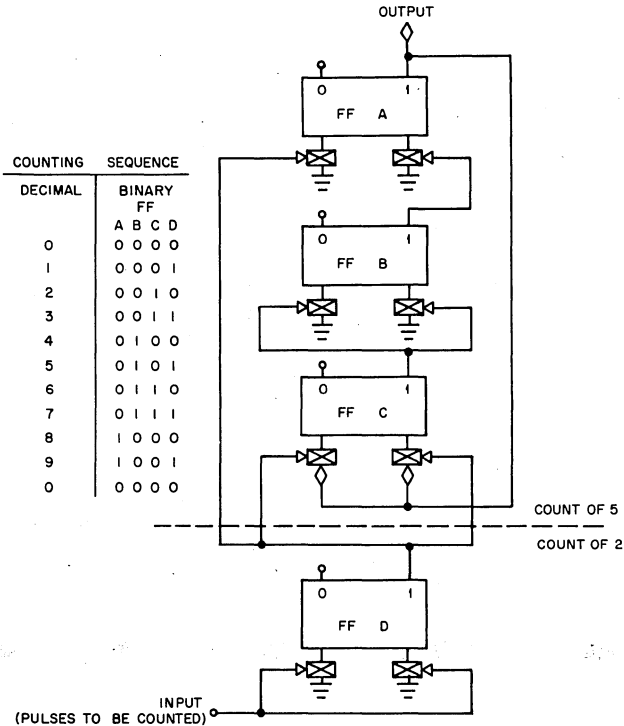 OUTPUT
0 1
FF A
COUNTING SEQUENCE
DECIMAL BINARY
FF
A B C D
0 0 0 0 0
1 0 0 0 1
2 0 0 1 0
3 0 0 1 1
4 0 1 0 0
5 0 1 0 1
6 0 1 1 0
7 0 1 1 1
8 1 0 0 0
9 1 0 0 1
0 0 0 0 0
0 1
FF B
0 1
FF C
COUNT OF 5
COUNT OF 2
0 1
FF D
INPUT
(PULSES TO BE COUNTED)